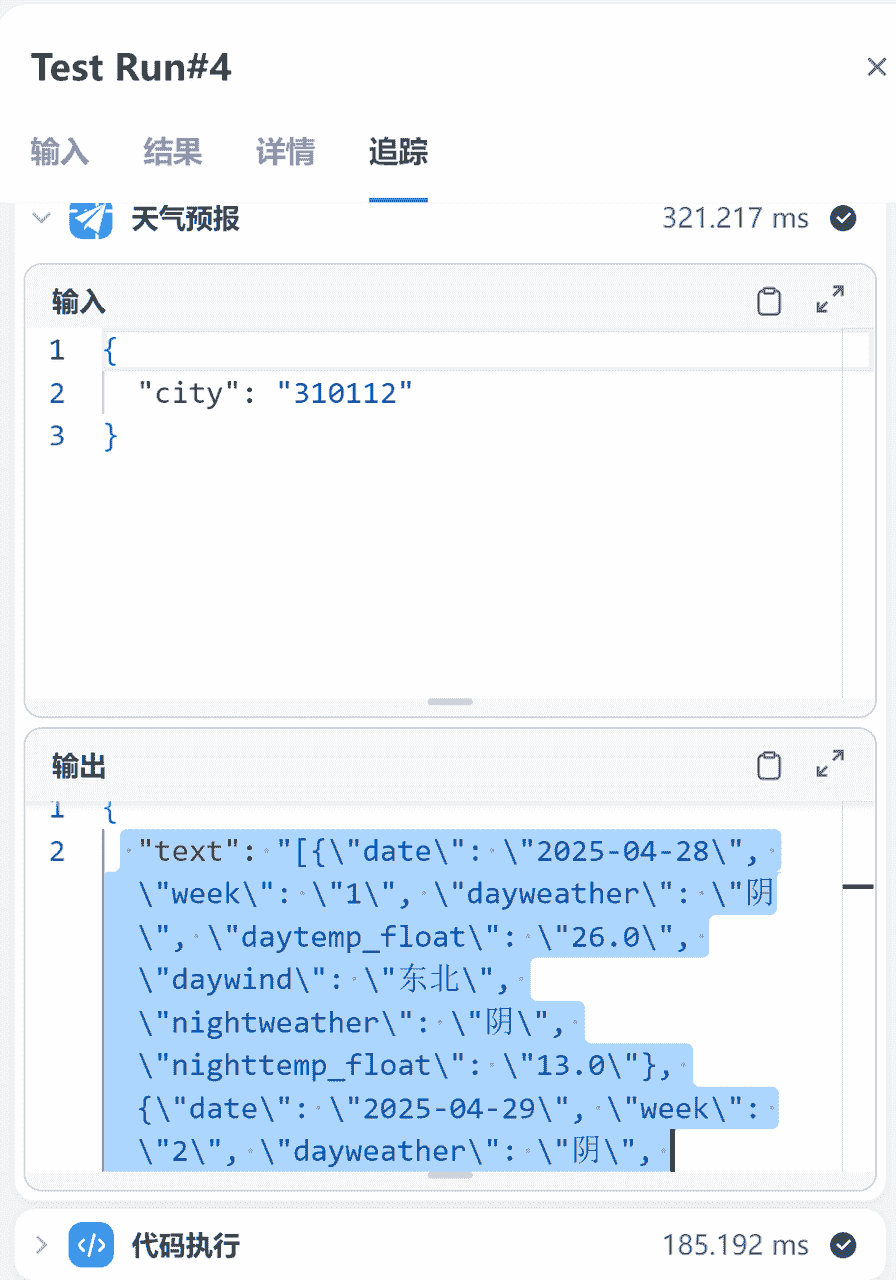 Test Run#4
输入 结果 详情 追踪
天气预报 321.217 ms
输入
1 {
2 "city": "310112"
3 }
输出
1 {
2 "text": "[{\"date\": \"2025-04-28\",
\"week\": \"1\", \"dayweather\": \"阴
\", \"daytemp_float\": \"26.0\",
\"daywind\": \"东北\",
\"nightweather\": \"阴\",
\"nighttemp_float\": \"13.0\"},
{\"date\": \"2025-04-29\", \"week\":
\"2\", \"dayweather\": \"阴\",
代码执行 185.192 ms